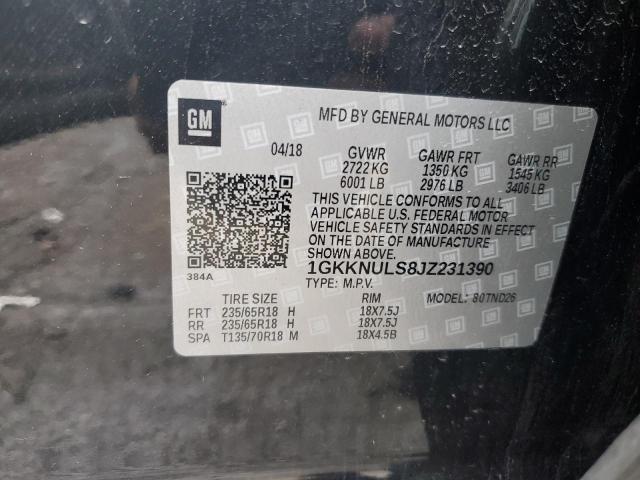 GM
MFD BY GENERAL MOTORS LLC
04/18 GVWR GAWR FRT GAWR RR
2722 KG 1350 KG 1545 KG
6001 LB 2976 LB 3406 LB
THIS VEHICLE CONFORMS TO ALL
APPLICABLE U.S. FEDERAL MOTOR
VEHICLE SAFETY STANDARDS IN EFFECT
ON THE DATE OF MANUFACTURE SHOWN ABOVE.
384A
1GKKNULS8JZ231390
TYPE: M.P.V. MODEL: 80TND26
TIRE SIZE RIM
FRT 235/65R18 H 18X7.5J
RR 235/65R18 H 18X7.5J
SPA T135/70R18 M 18X4.5B